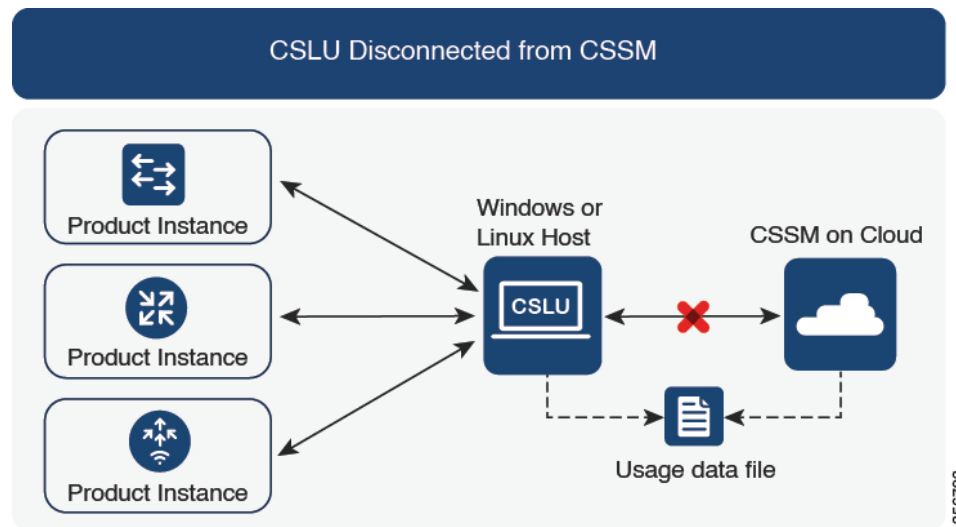 CSLU Disconnected from CSSM
Product Instance
Product Instance
Product Instance
Windows or
Linux Host
CSLU
CSSM on Cloud
Usage data file